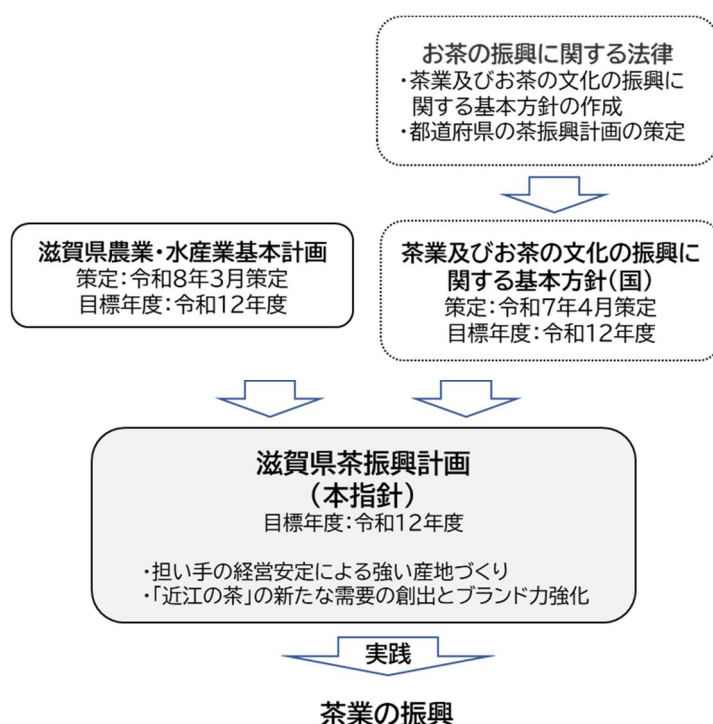 お茶の振興に関する法律
・茶業及びお茶の文化の振興に
関する基本方針の作成
・都道府県の茶振興計画の策定
滋賀県農業・水産業基本計画
策定：令和8年3月策定
目標年度：令和12年度
茶業及びお茶の文化の振興に
関する基本方針（国）
策定：令和7年4月策定
目標年度：令和12年度
滋賀県茶振興計画
（本指針）
目標年度：令和12年度
・担い手の経営安定による強い産地づくり
・「近江の茶」の新たな需要の創出とブランド力強化
実践
茶業の振興